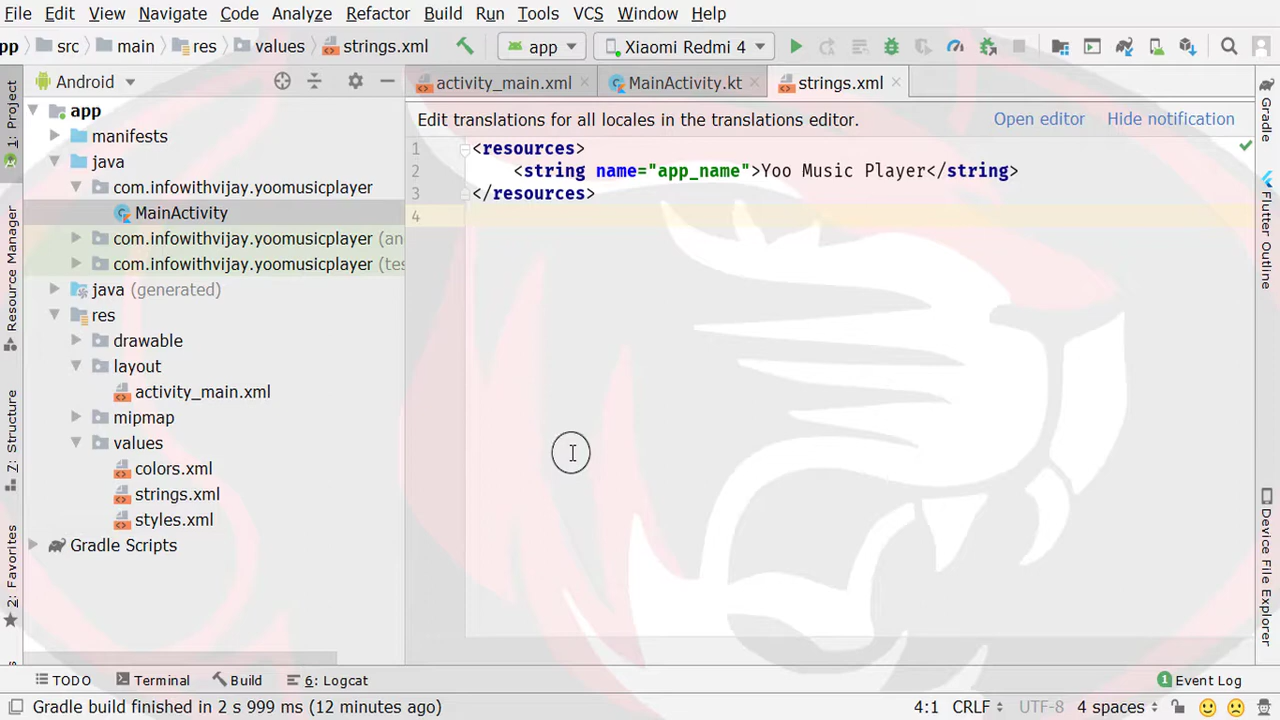 File Edit View Navigate Code Analyze Refactor Build Run Tools VCS Window Help
pp src main res values strings.xml app Xiaomi Redmi 4
Android activity_main.xml MainActivity.kt strings.xml
Edit translations for all locales in the translations editor. Open editor Hide notification
1 <resources>
2 <string name="app_name">Yoo Music Player</string>
3 </resources>
4
app
manifests
java
com.infowithvijay.yoomusicplayer
MainActivity
com.infowithvijay.yoomusicplayer (an
com.infowithvijay.yoomusicplayer (tes
java (generated)
res
drawable
layout
activity_main.xml
mipmap
values
colors.xml
strings.xml
styles.xml
Gradle Scripts
1: Project
Resource Manager
Z: Structure
2: Favorites
Gradle
Flutter Outline
Device File Explorer
TODO Terminal Build 6: Logcat 1 Event Log
Gradle build finished in 2 s 999 ms (12 minutes ago) 4:1 CRLF UTF-8 4 spaces